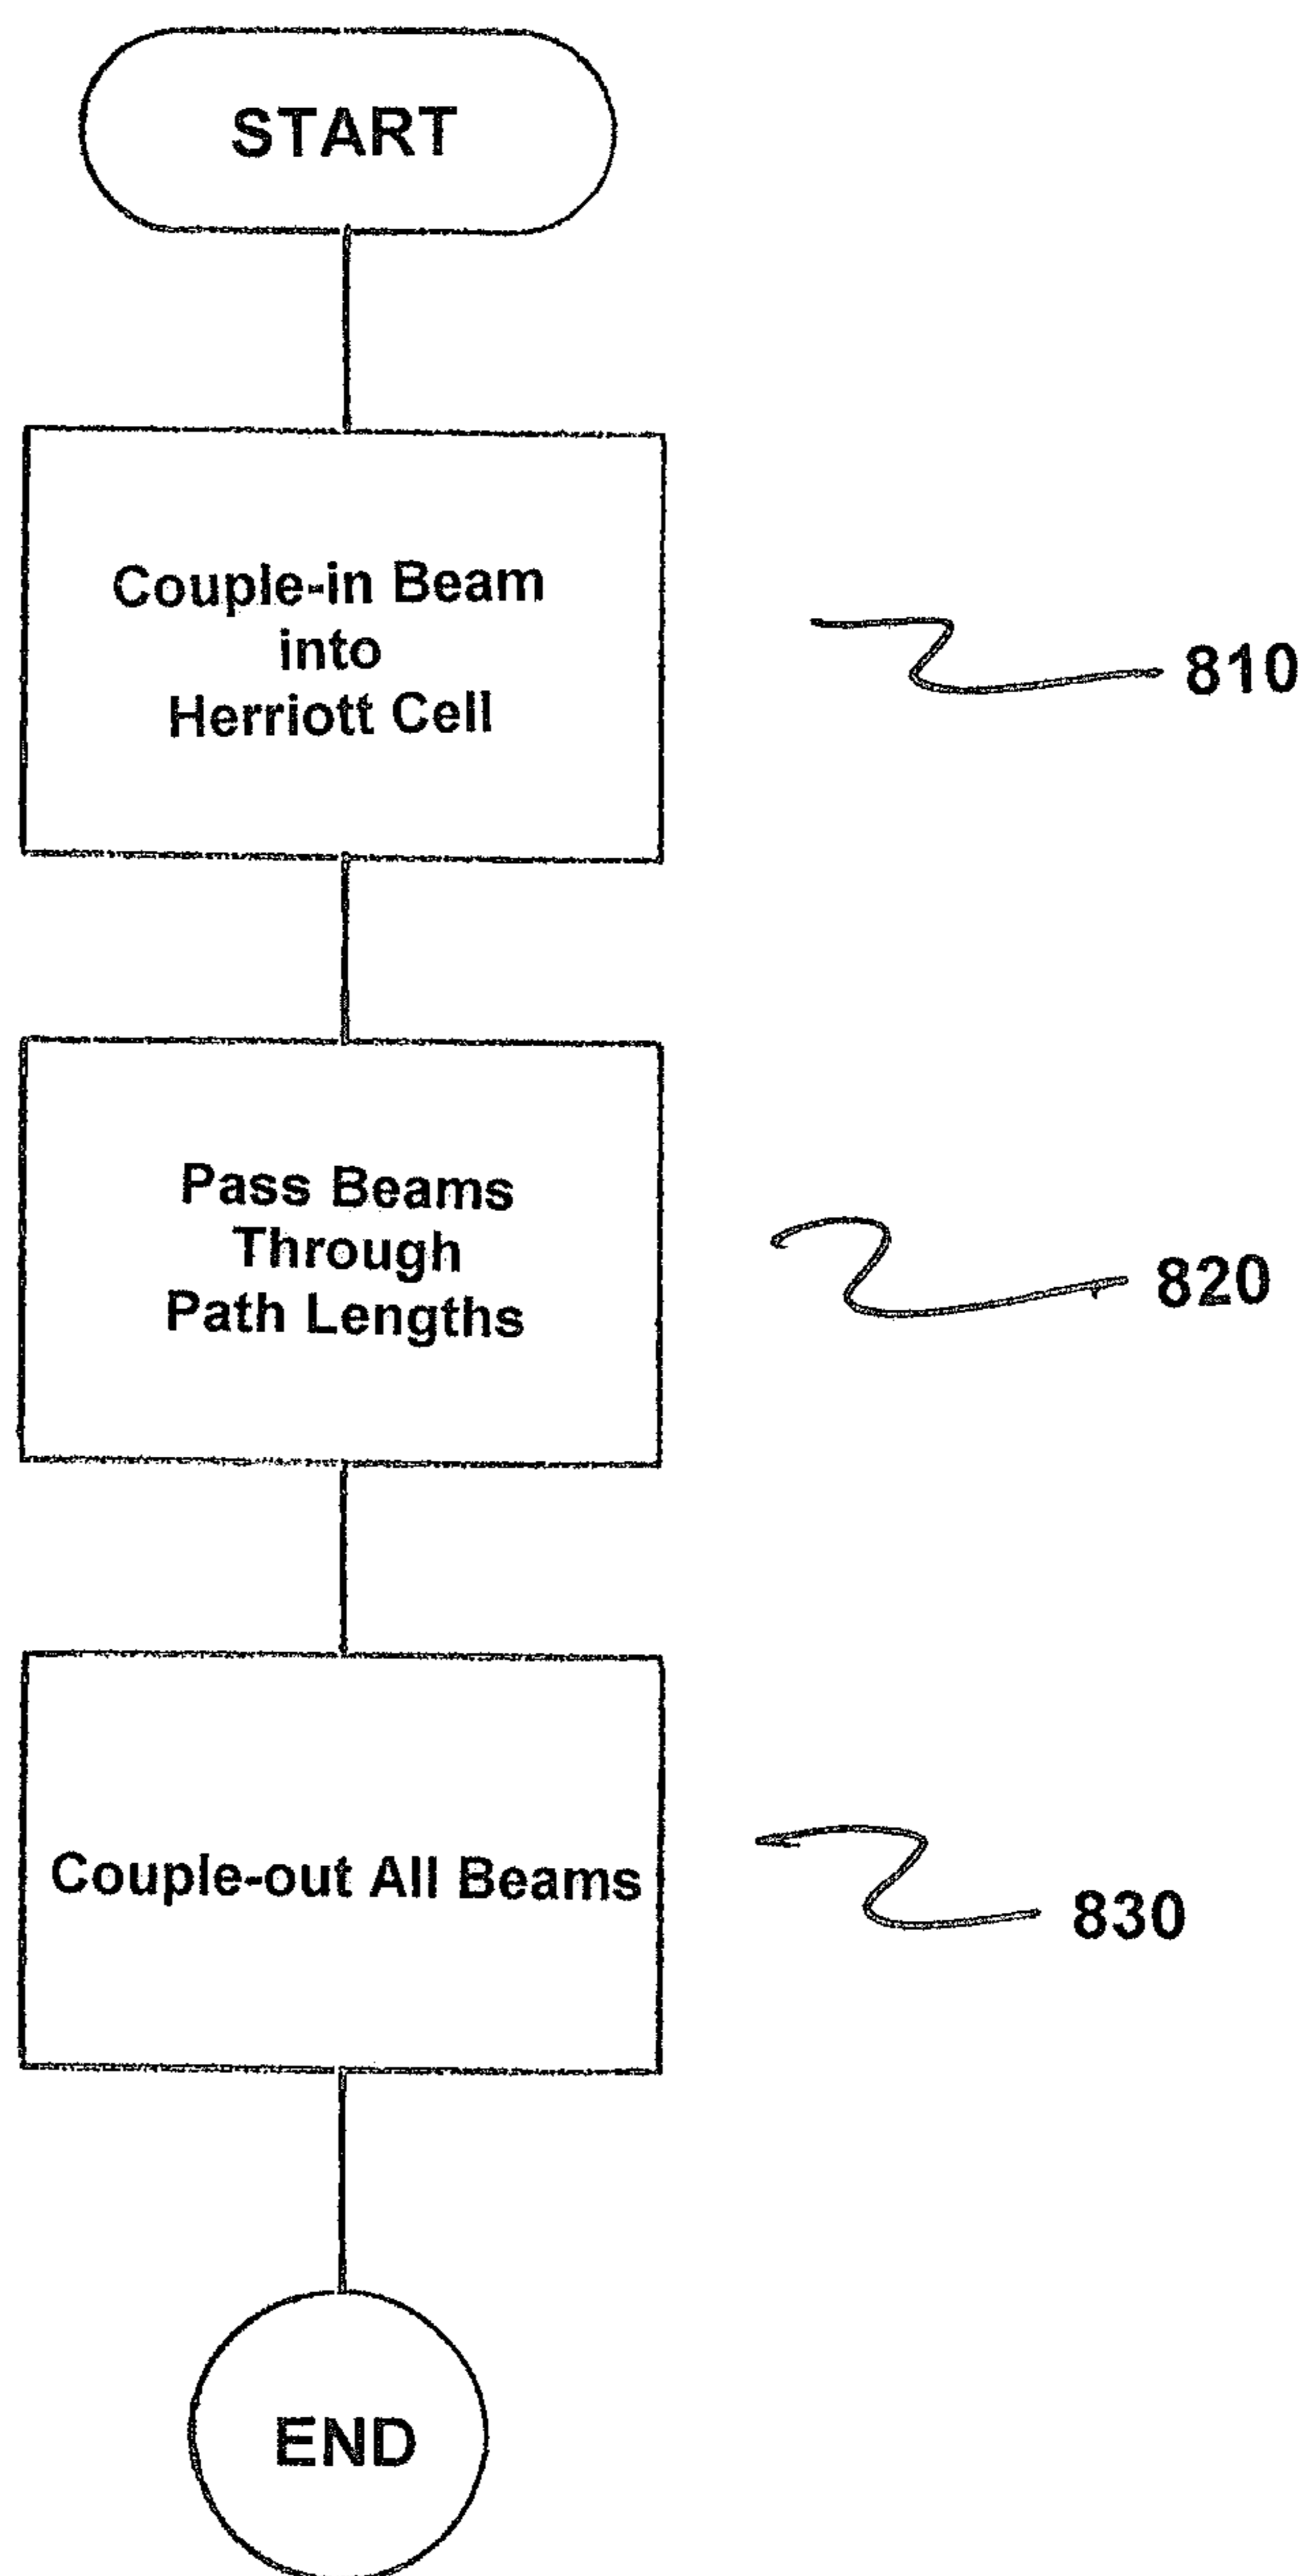 START
Couple-in Beam
into
Herriott Cell
810
Pass Beams
Through
Path Lengths
820
Couple-out All Beams
830
END